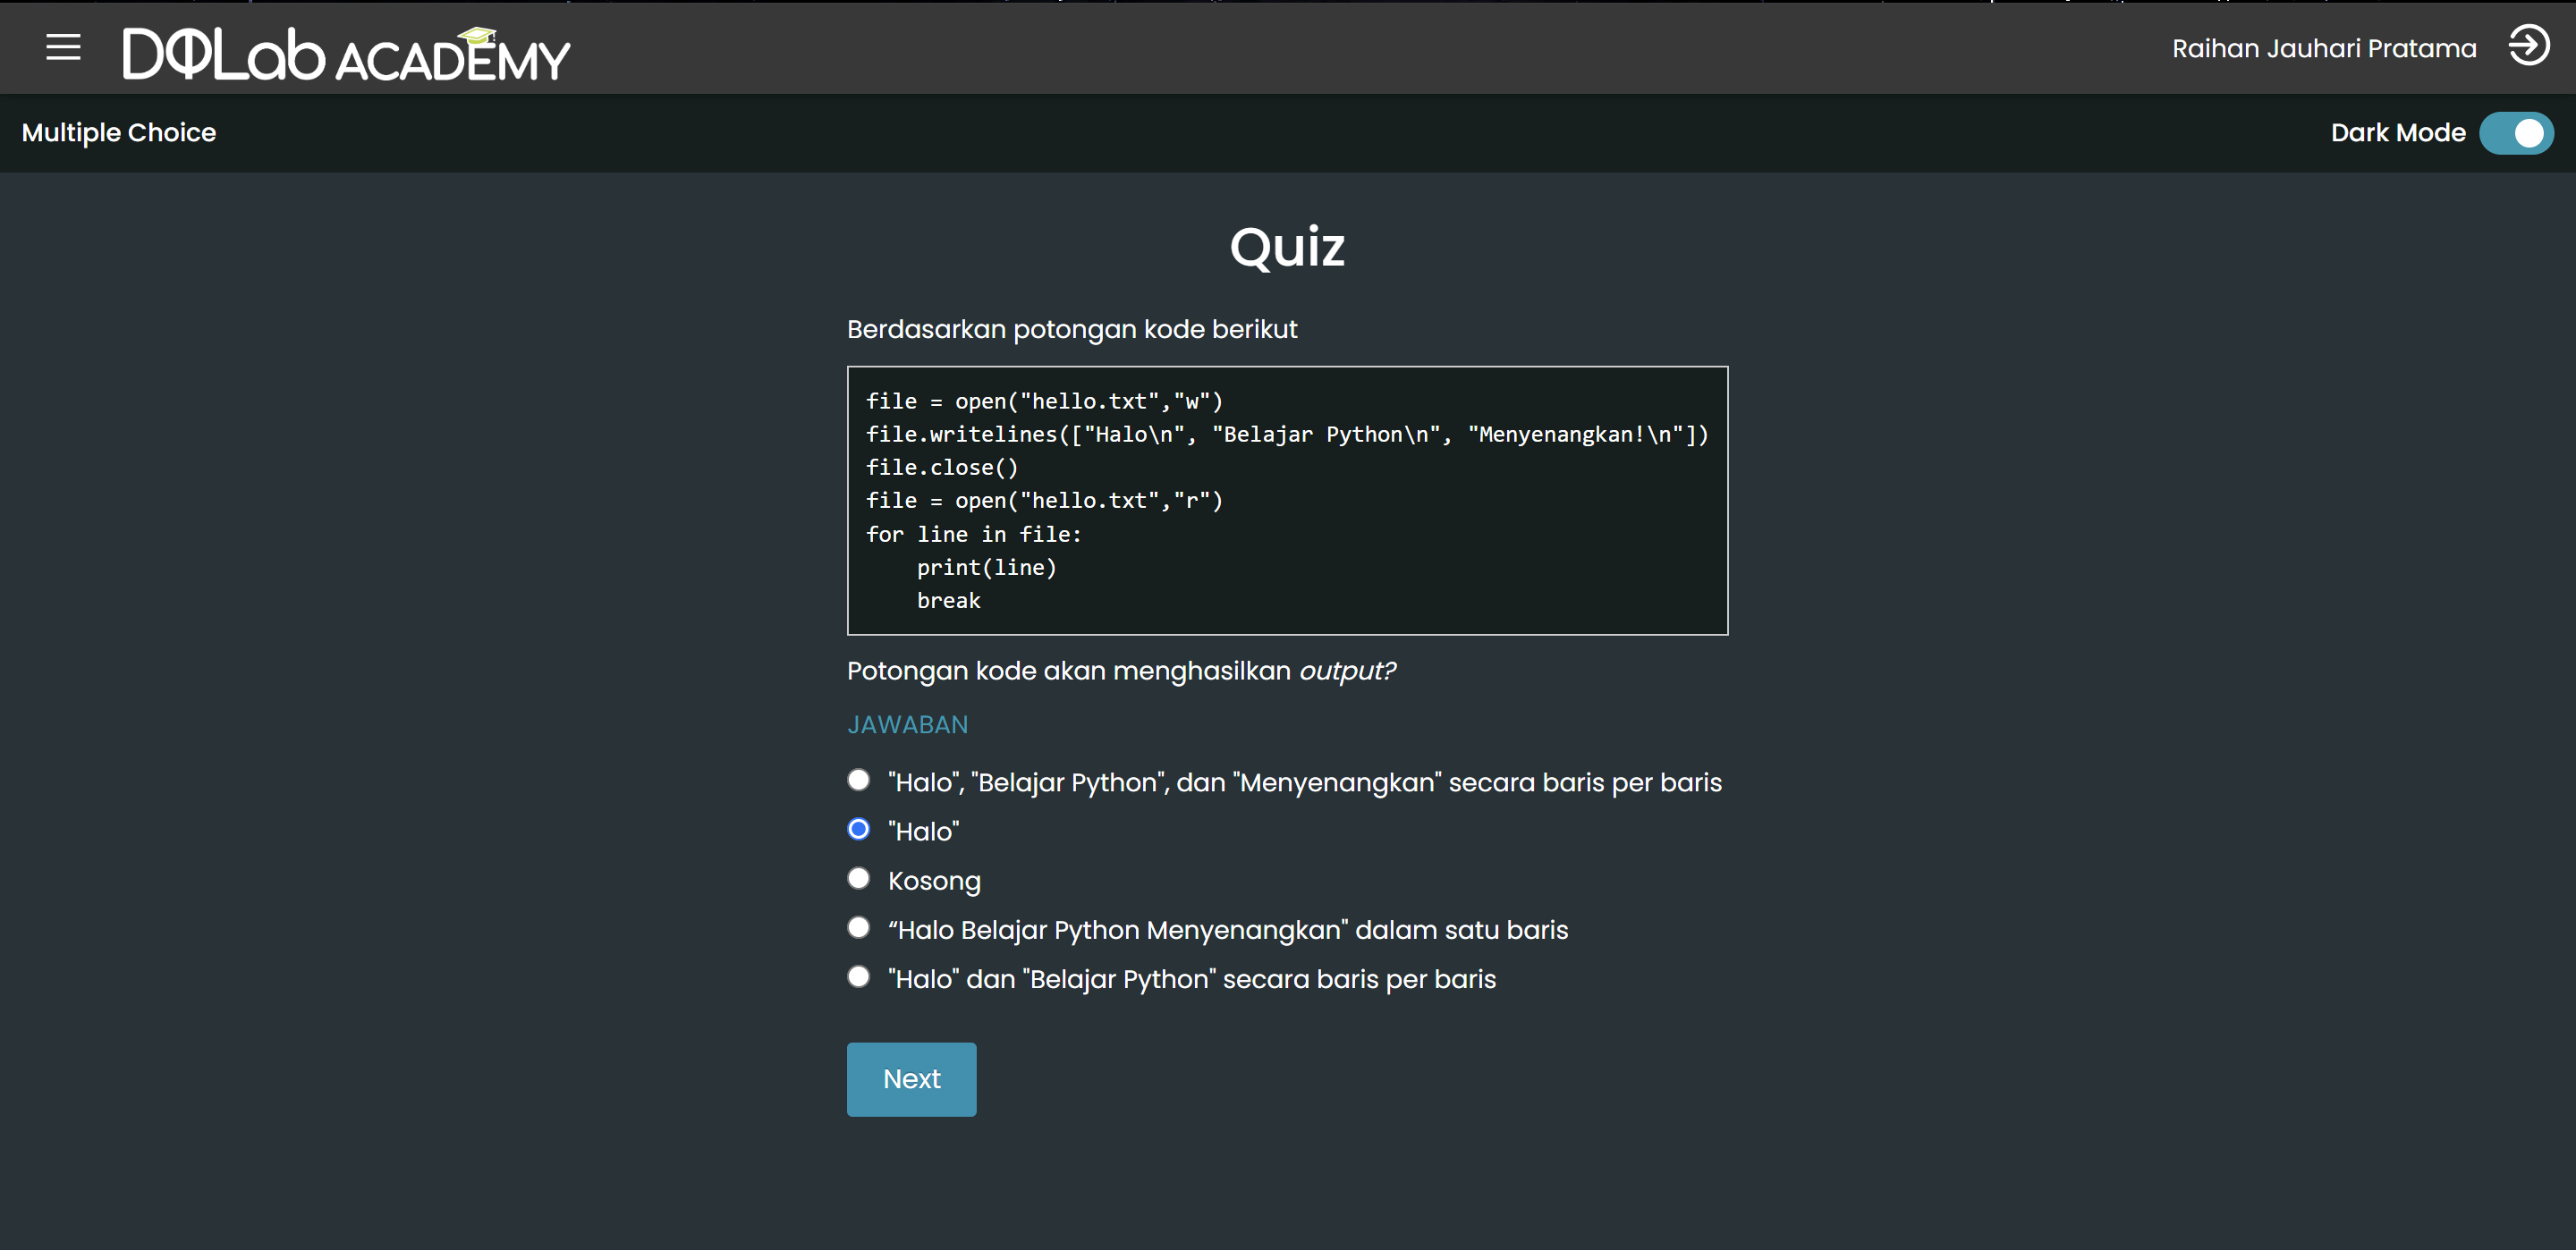 DQLab ACADEMY
Raihan Jauhari Pratama
Multiple Choice
Dark Mode
Quiz
Berdasarkan potongan kode berikut
file = open("hello.txt","w")
file.writelines(["Halo\n", "Belajar Python\n", "Menyenangkan!\n"])
file.close()
file = open("hello.txt","r")
for line in file:
    print(line)
    break
Potongan kode akan menghasilkan output?
JAWABAN
"Halo", "Belajar Python", dan "Menyenangkan" secara baris per baris
"Halo"
Kosong
“Halo Belajar Python Menyenangkan" dalam satu baris
"Halo" dan "Belajar Python" secara baris per baris
Next